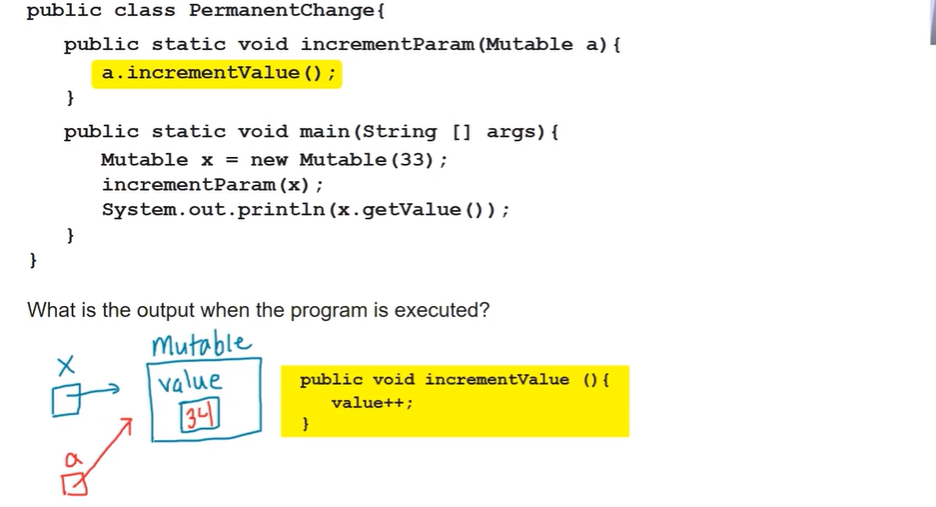 public class PermanentChange{
public static void incrementParam(Mutable a){
a.incrementValue();
}
public static void main(String [] args){
Mutable x = new Mutable(33);
incrementParam(x);
System.out.println(x.getValue());
}
}
What is the output when the program is executed?
Mutable
x
value
34
a
public void incrementValue (){
value++;
}